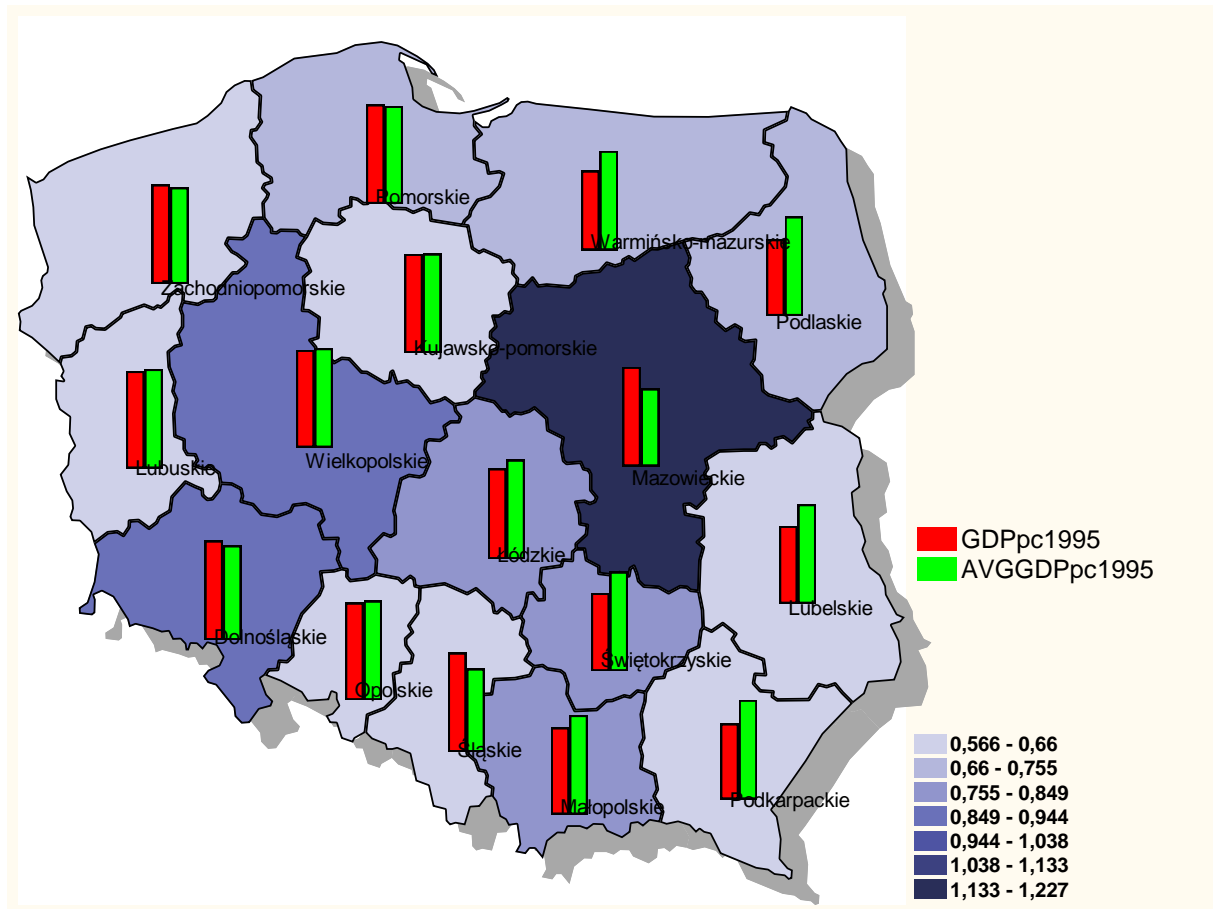 Pomorskie
Warmińsko-mazurskie
Zachodniopomorskie
Podlaskie
Kujawsko-pomorskie
Wielkopolskie
Lubuskie
Mazowieckie
GDPpc1995
Łódzkie
AVGGDPpc1995
Lubelskie
Dolnośląskie
Świętokrzyskie
Opolskie
Śląskie
0,566 - 0,66
0,66 - 0,755
0,755 - 0,849
Podkarpackie
Małopolskie
0,849 - 0,944
0,944 - 1,038
1,038 - 1,133
1,133 - 1,227